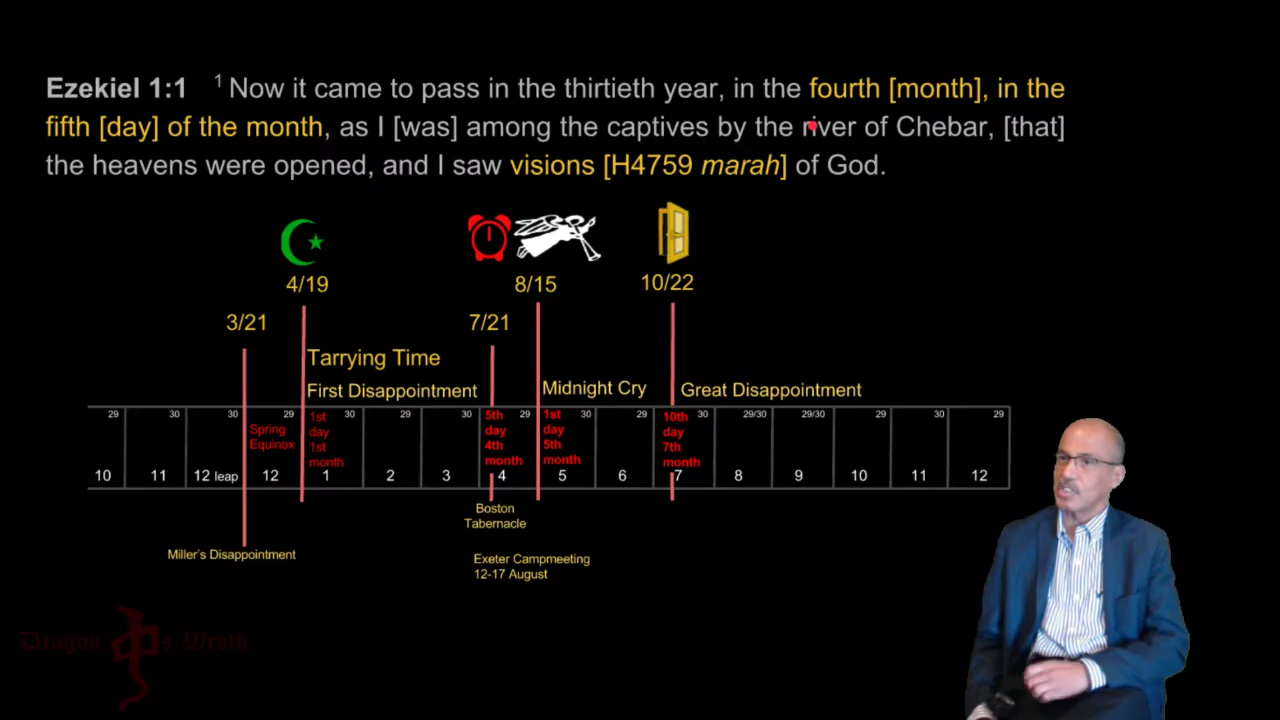 Ezekiel 1:1 1 Now it came to pass in the thirtieth year, in the fourth [month], in the
fifth [day] of the month, as I [was] among the captives by the river of Chebar, [that]
the heavens were opened, and I saw visions [H4759 marah] of God.
4/19
8/15
10/22
3/21
7/21
Tarrying Time
First Disappointment
Midnight Cry
Great Disappointment
29 30 30 29 30 29 30 29 30 29 30 29/30 29/30 29 30 29
Spring
Equinox
1st
day
1st
month
5th
day
4th
month
1st
day
5th
month
10th
day
7th
month
10 11 12 leap 12 1 2 3 4 5 6 7 8 9 10 11 12
Boston
Tabernacle
Miller's Disappointment
Exeter Campmeeting
12-17 August
Dragon s Wroth